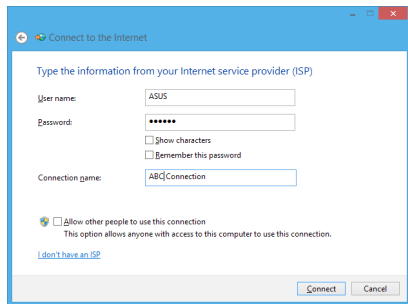 Connect to the Internet
Type the information from your Internet service provider (ISP)
User name: ASUS
Password: ••••••
Show characters
Remember this password
Connection name: ABCConnection
Allow other people to use this connection
This option allows anyone with access to this computer to use this connection.
I don't have an ISP
Connect Cancel